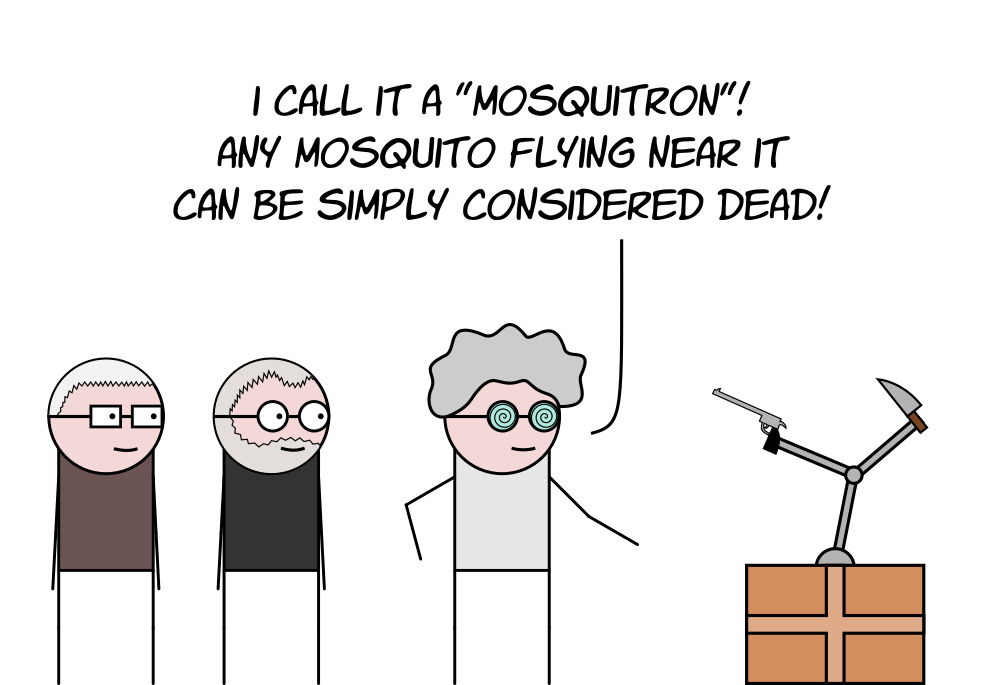 I CALL IT A "MOSQUITRON"!
ANY MOSQUITO FLYING NEAR IT
CAN BE SIMPLY CONSIDERED DEAD!